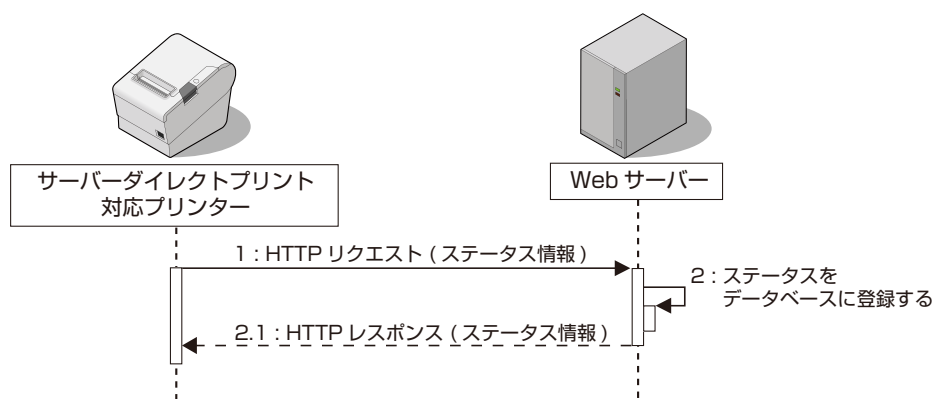 サーバーダイレクトプリント
対応プリンター
Web サーバー
1 : HTTP リクエスト ( ステータス情報 )
2 : ステータスを
データベースに登録する
2.1 : HTTP レスポンス ( ステータス情報 )